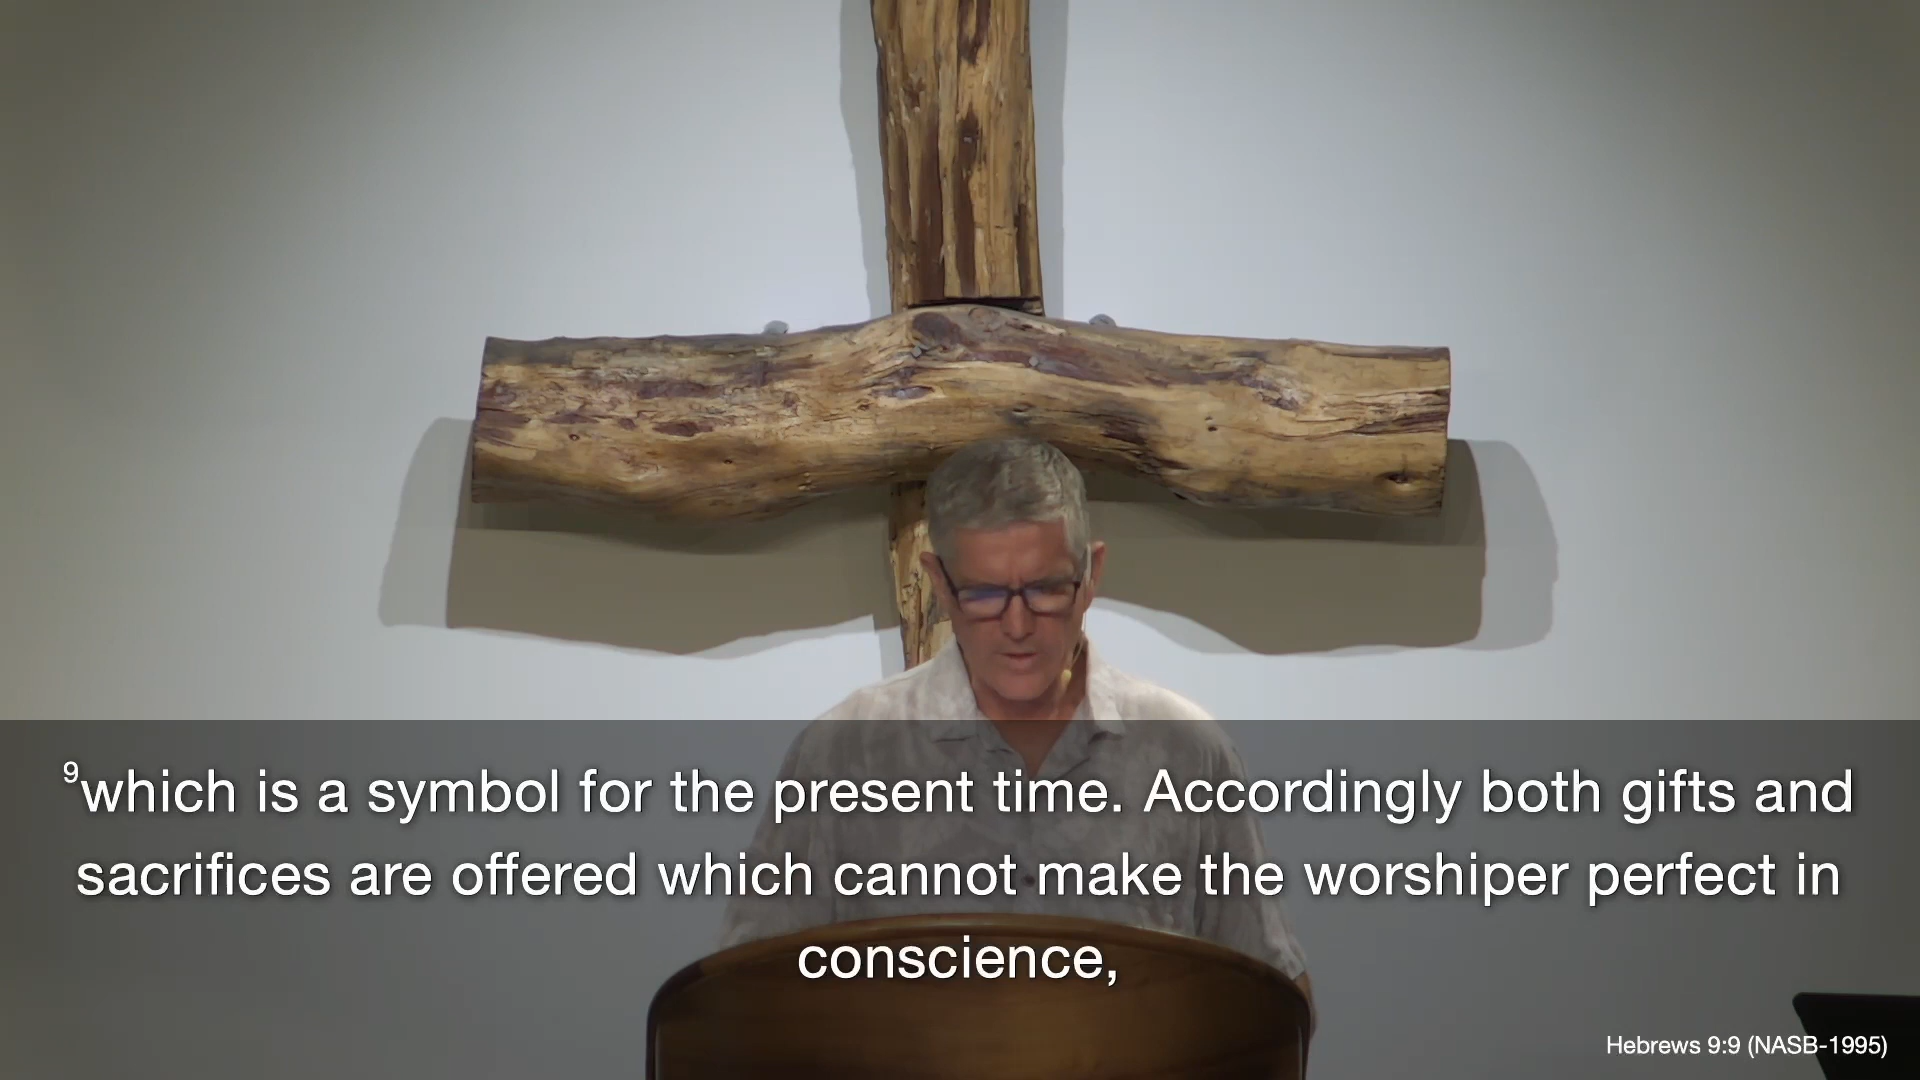 ⁹which is a symbol for the present time. Accordingly both gifts and
sacrifices are offered which cannot make the worshiper perfect in
conscience,
Hebrews 9:9 (NASB-1995)